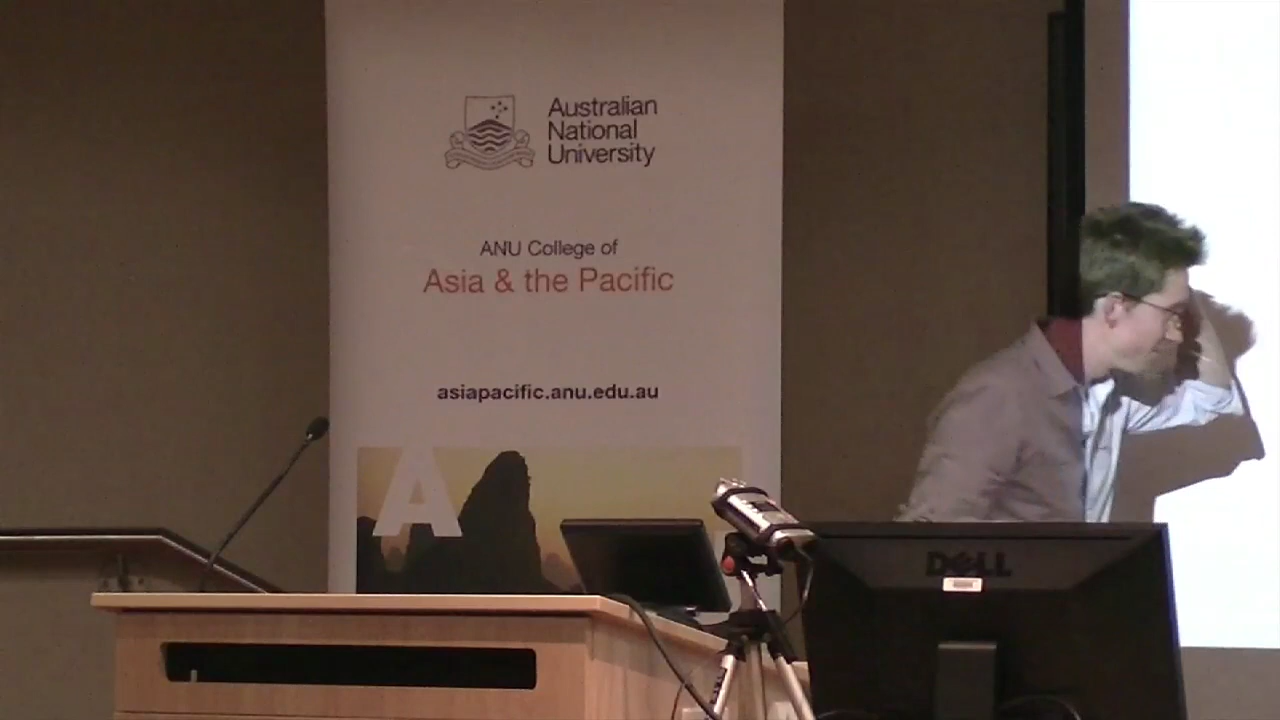 Australian
National
University
ANU College of
Asia & the Pacific
asiapacific.anu.edu.au
A
DELL